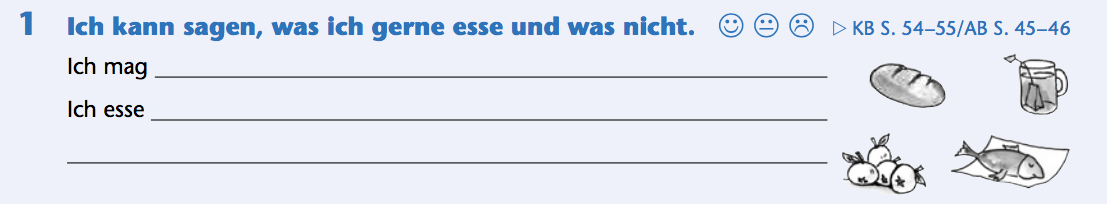 1 Ich kann sagen, was ich gerne esse und was nicht. ☺ 😐 ☹ ▷ KB S. 54–55/AB S. 45–46
Ich mag
Ich esse